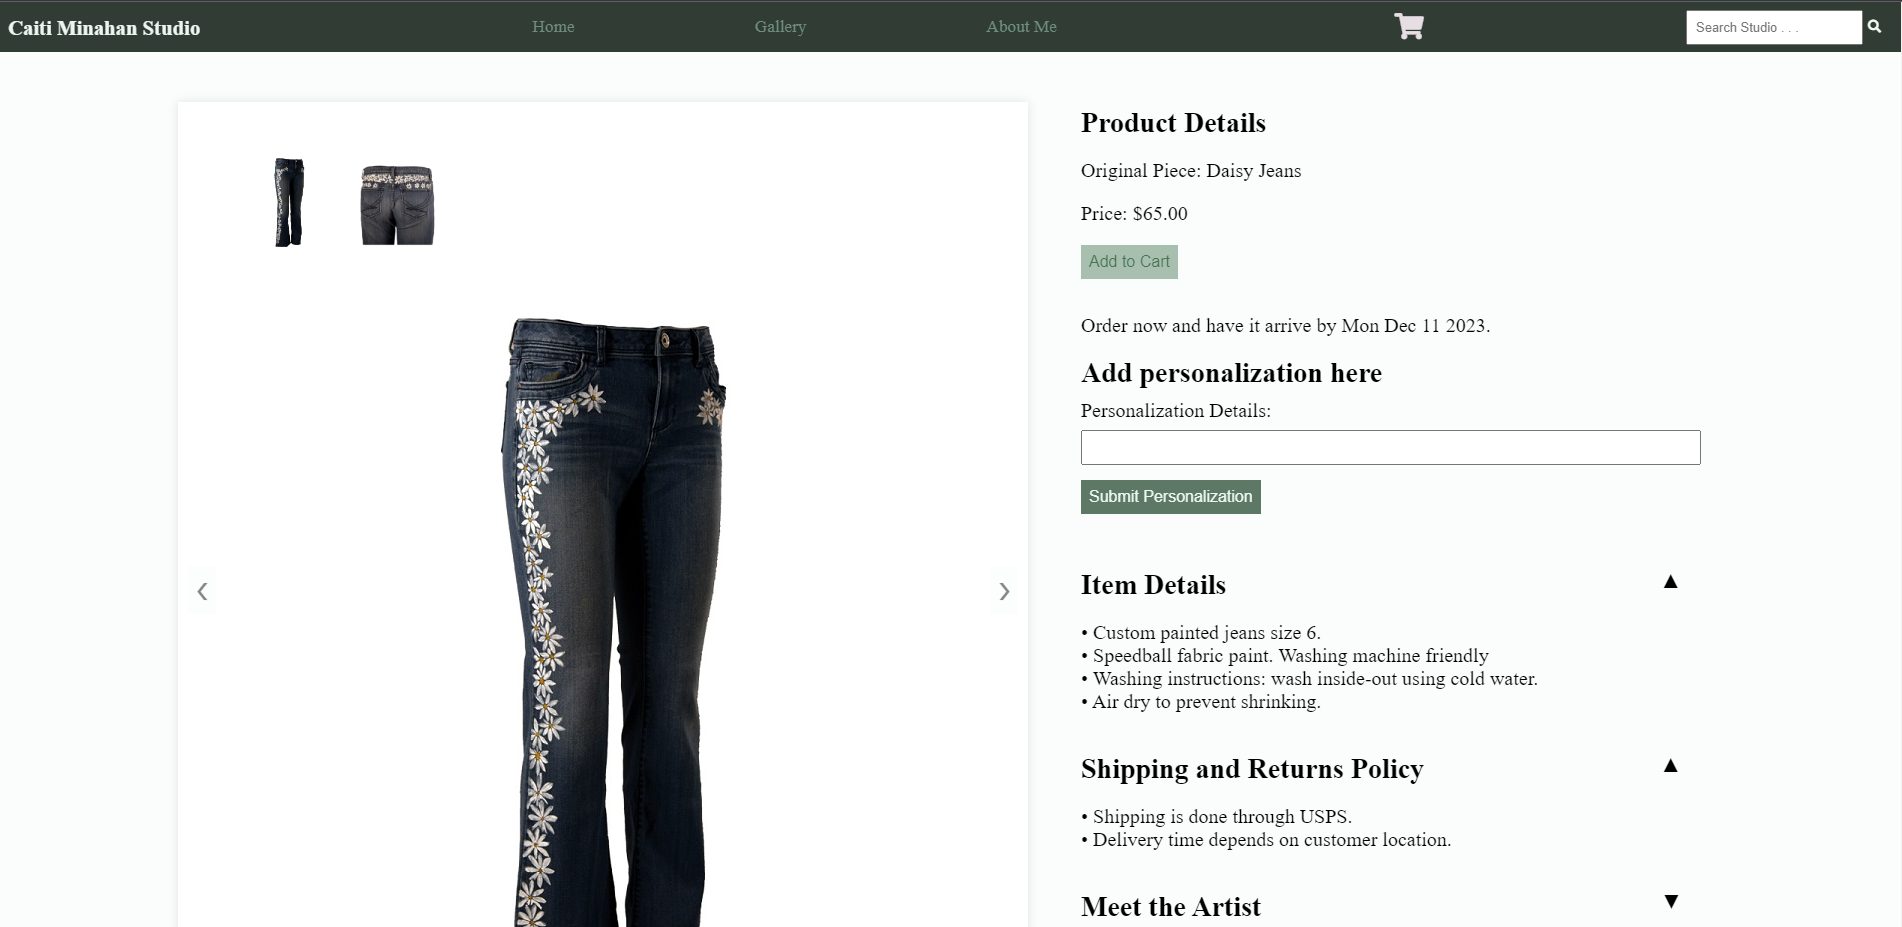 Caiti Minahan Studio
Home
Gallery
About Me
Search Studio . . .
Product Details
Original Piece: Daisy Jeans
Price: $65.00
Add to Cart
Order now and have it arrive by Mon Dec 11 2023.
Add personalization here
Personalization Details:
Submit Personalization
Item Details ▲
• Custom painted jeans size 6.
• Speedball fabric paint. Washing machine friendly
• Washing instructions: wash inside-out using cold water.
• Air dry to prevent shrinking.
Shipping and Returns Policy ▲
• Shipping is done through USPS.
• Delivery time depends on customer location.
Meet the Artist ▼